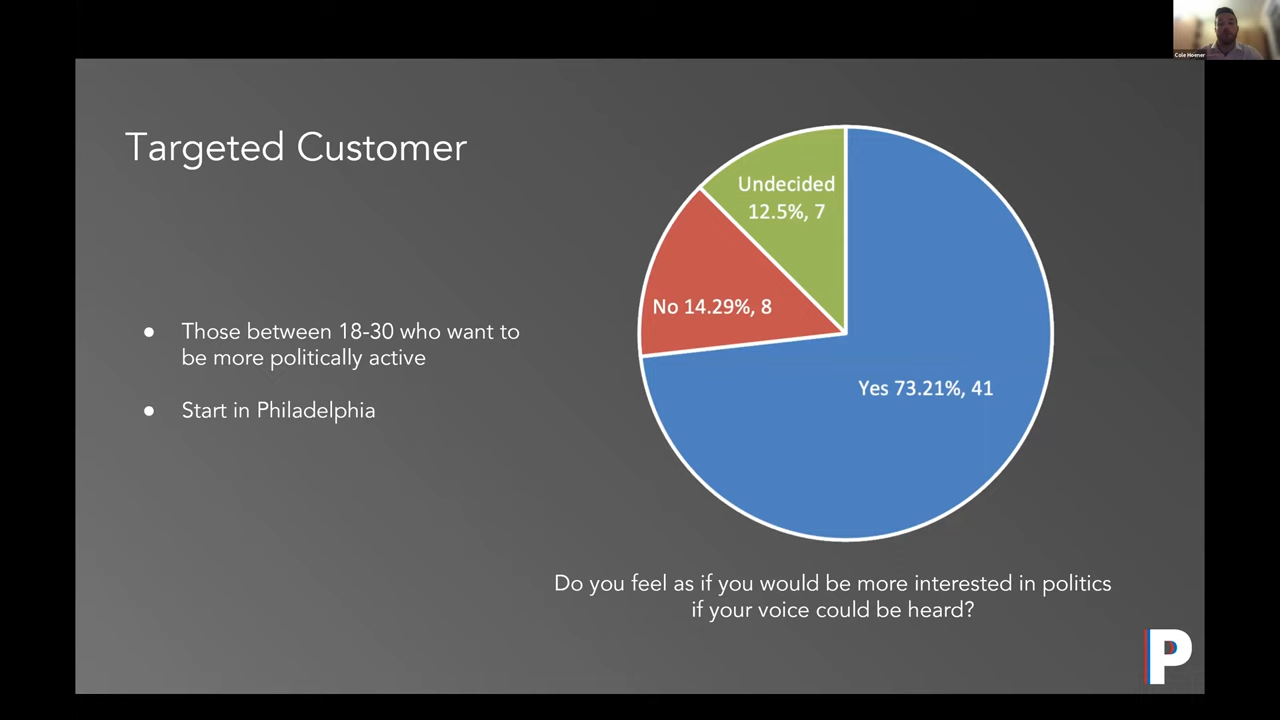 Cole Hoener
Targeted Customer
● Those between 18-30 who want to
be more politically active
● Start in Philadelphia
Undecided
12.5%, 7
No 14.29%, 8
Yes 73.21%, 41
Do you feel as if you would be more interested in politics
if your voice could be heard?
P